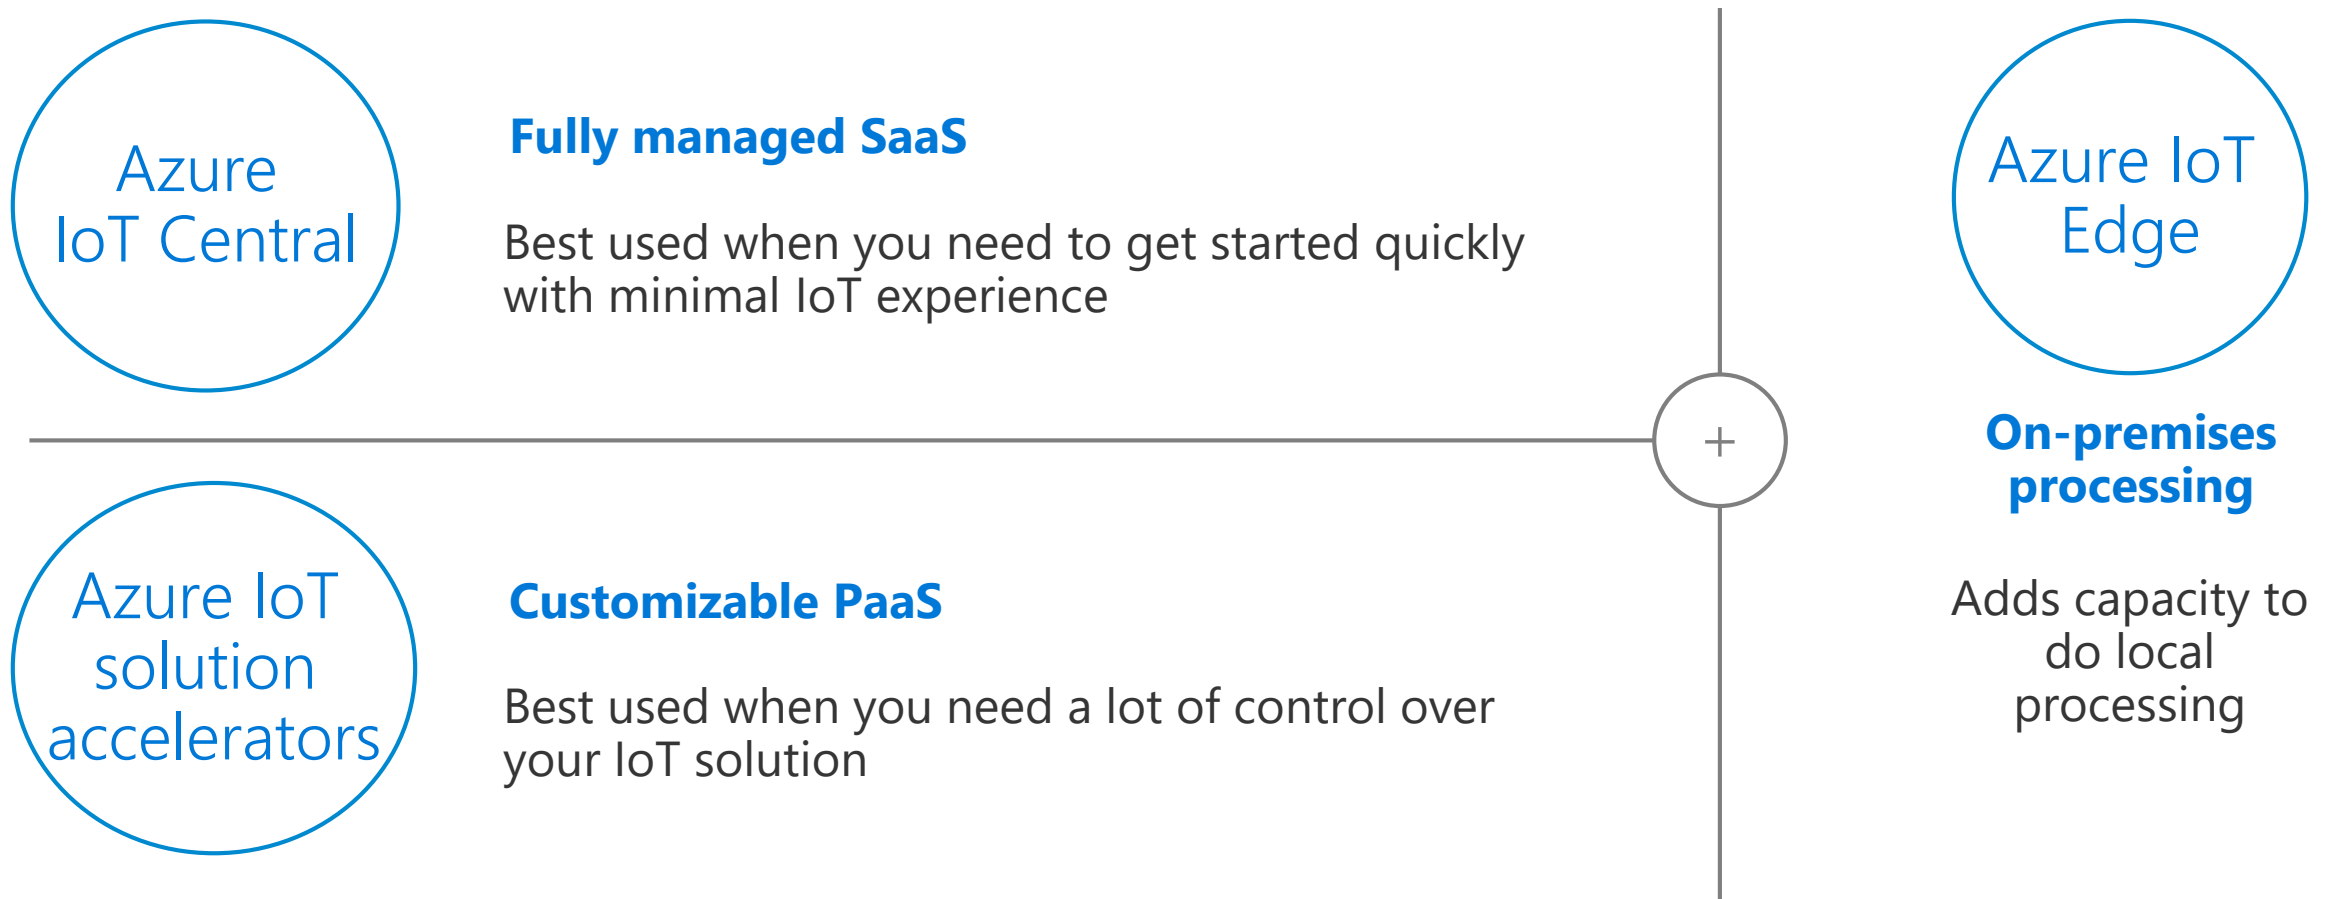 Azure
IoT Central
Fully managed SaaS
Best used when you need to get started quickly
with minimal IoT experience
Azure IoT
solution
accelerators
Customizable PaaS
Best used when you need a lot of control over
your IoT solution
+
Azure IoT
Edge
On-premises
processing
Adds capacity to
do local
processing